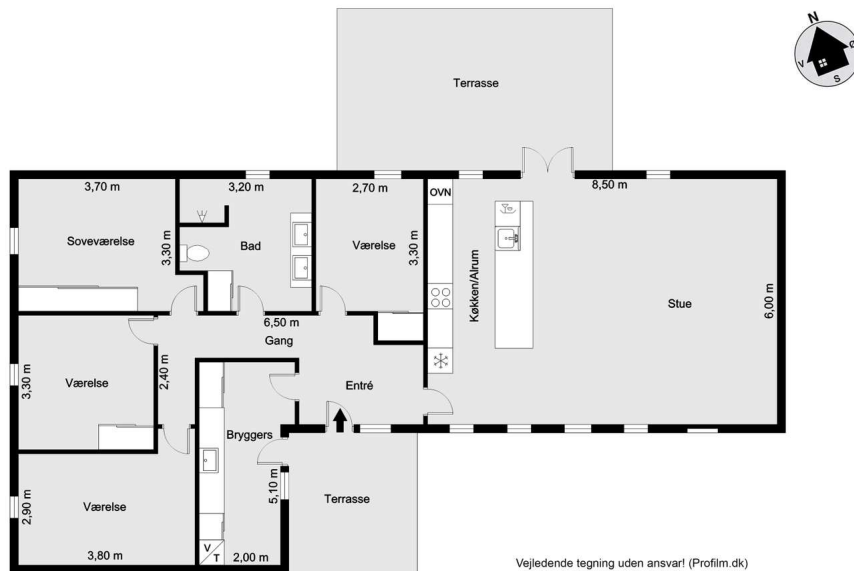 N
Ø
V
S
Terrasse
3,70 m
3,20 m
2,70 m
OVN
8,50 m
Soveværelse
3,30 m
Bad
Værelse
3,30 m
Køkken/Alrum
Stue
6,00 m
6,50 m
Gang
3,30 m
Værelse
2,40 m
Entré
Bryggers
2,90 m
Værelse
5,10 m
Terrasse
3,80 m
V
T
2,00 m
Vejledende tegning uden ansvar! (Profilm.dk)